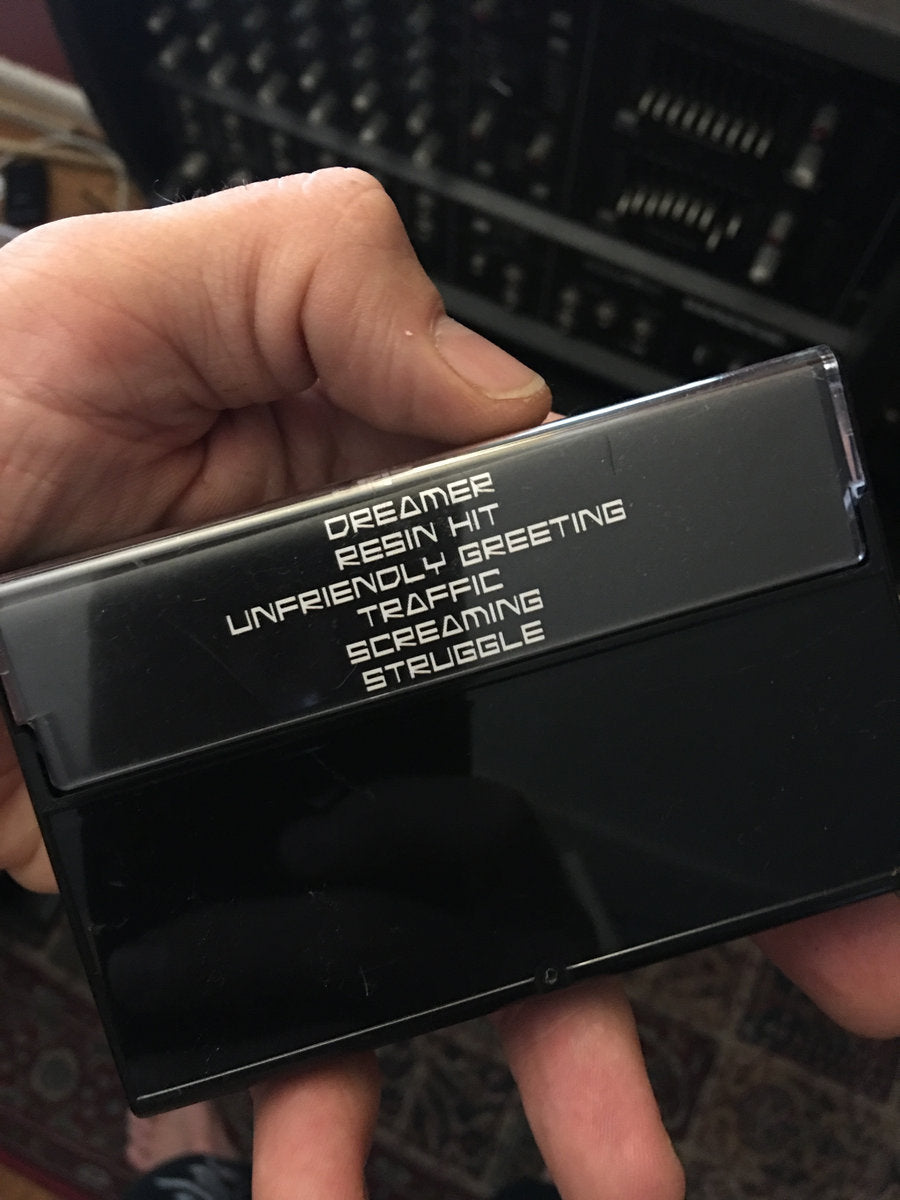 DREAMER
RESIN HIT
UNFRIENDLY GREETING
TRAFFIC
SCREAMING
STRUGGLE